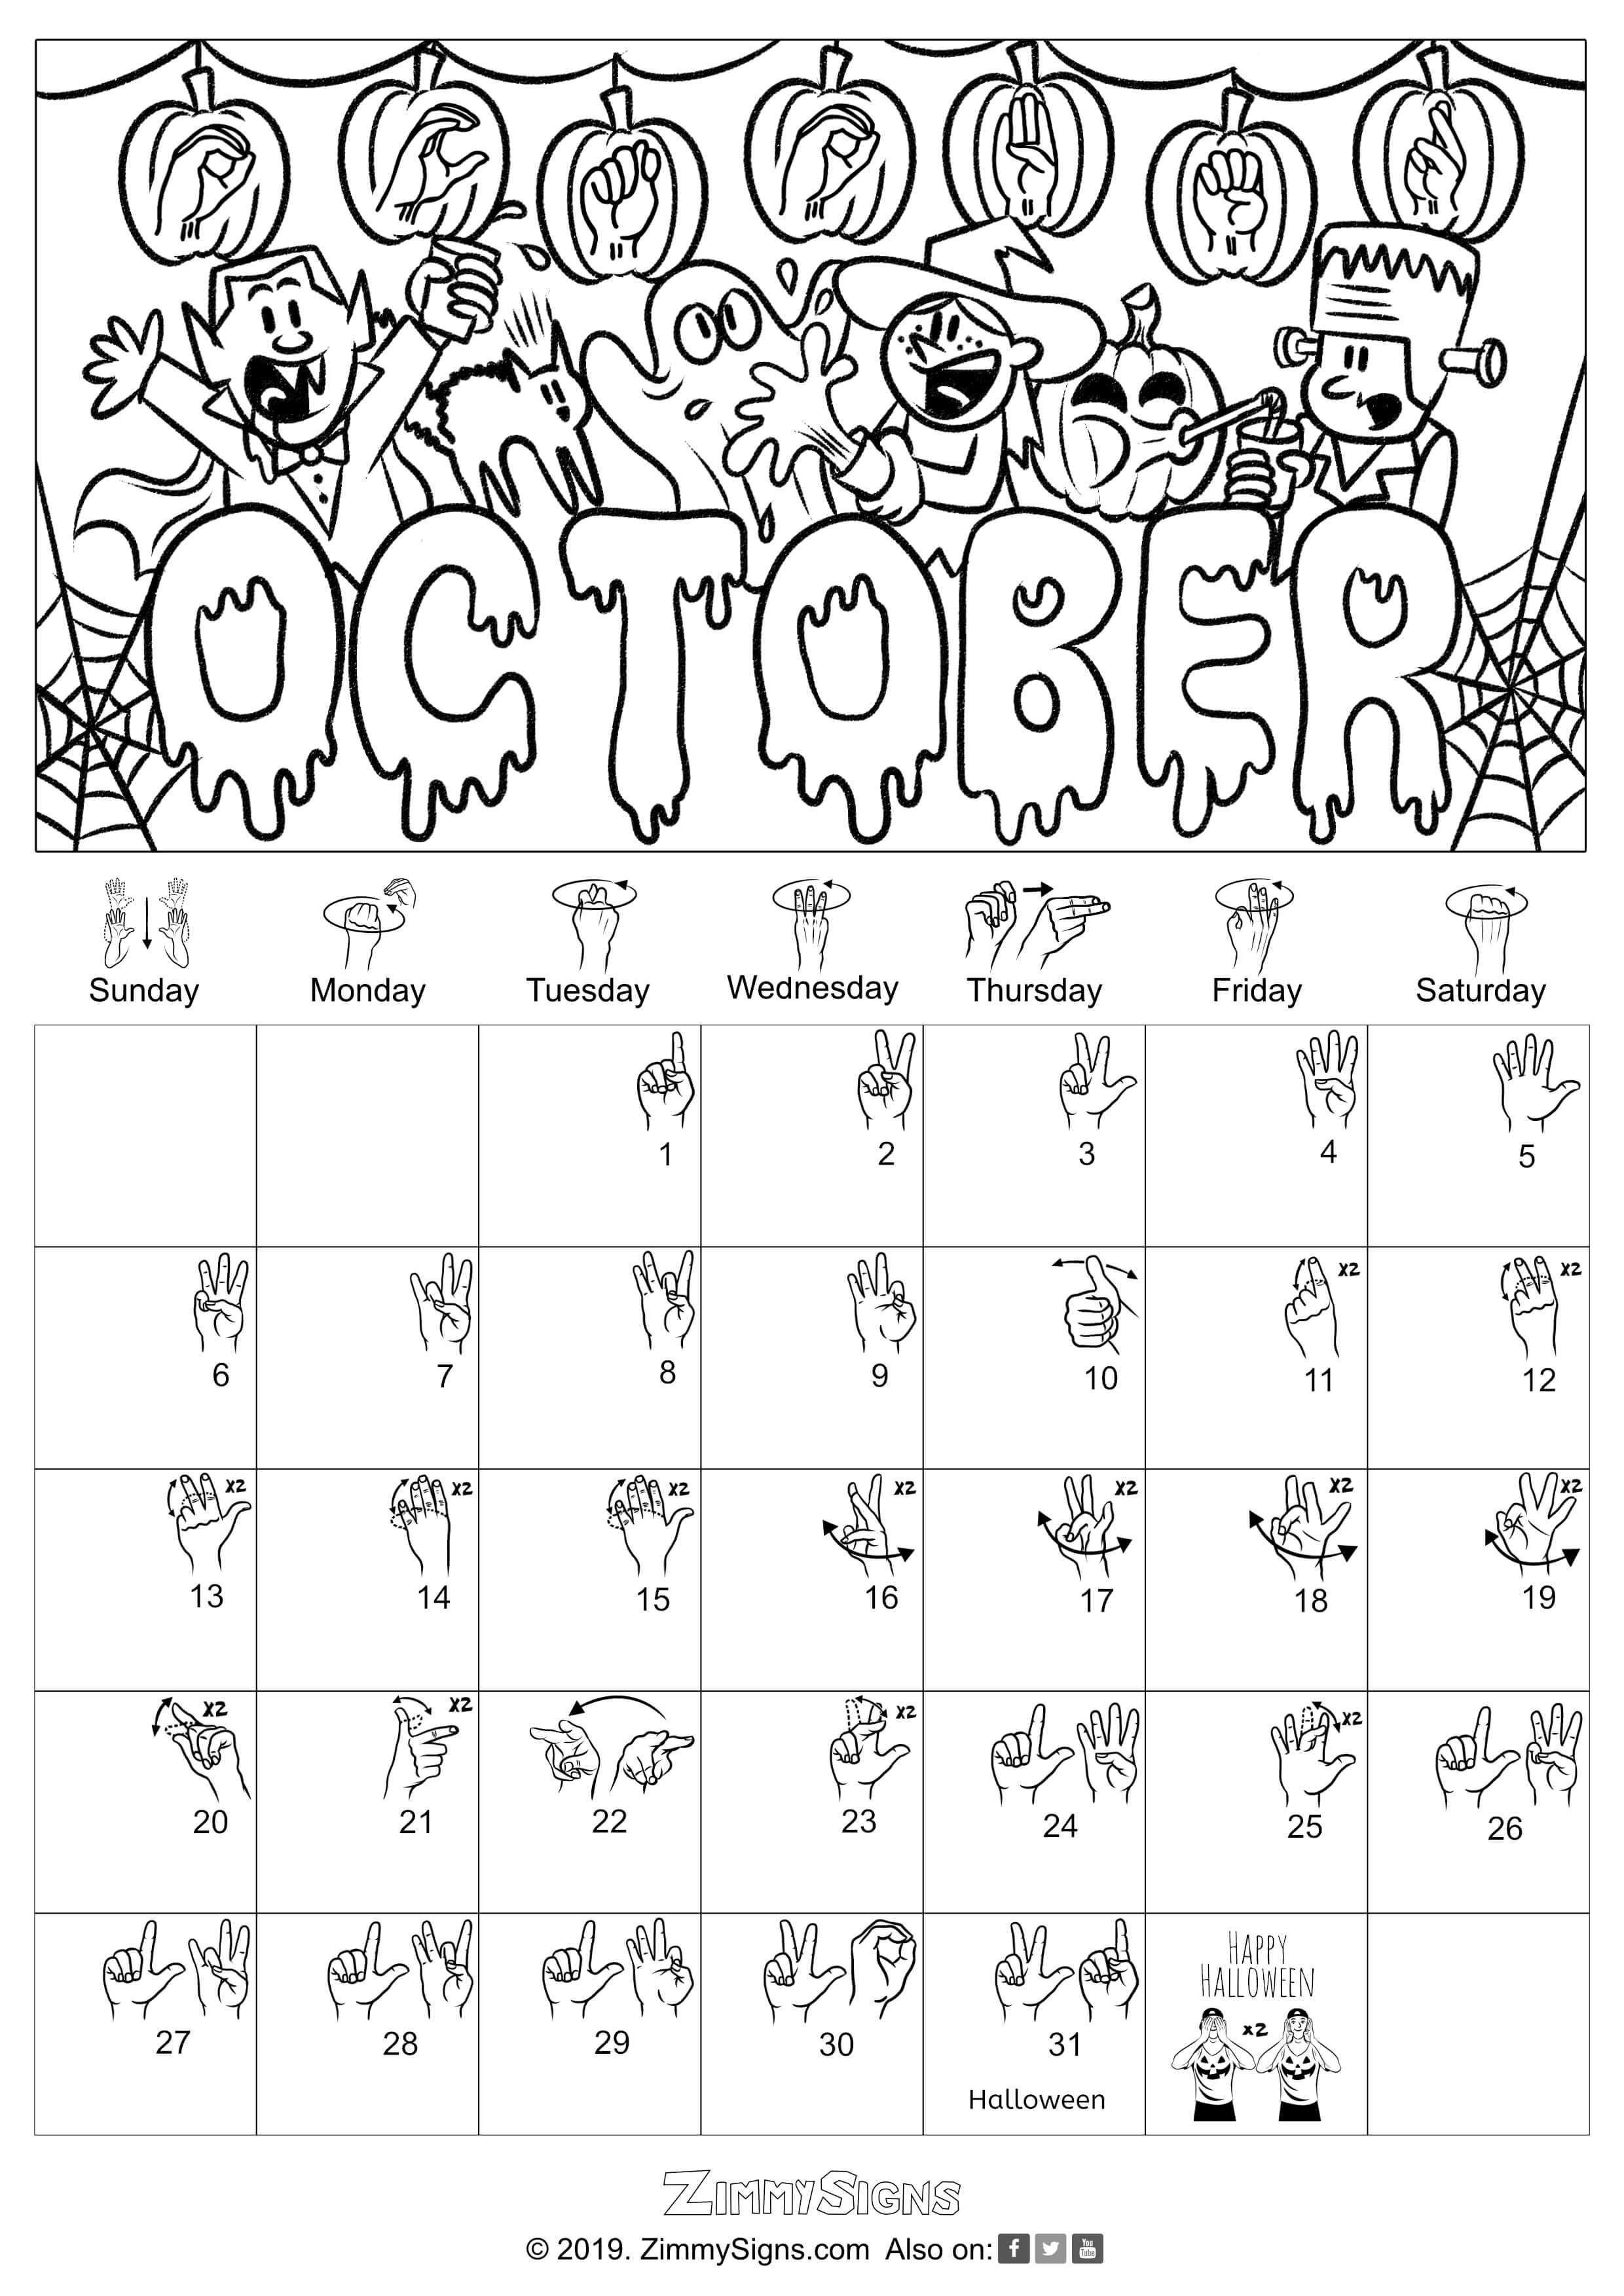 OCTOBER
Sunday Monday Tuesday Wednesday Thursday Friday Saturday
1 2 3 4 5
6 7 8 9 10 X2 11 X2 12
X2 13 X2 14 X2 15 X2 16 X2 17 X2 18 X2 19
X2 20 X2 21 22 X2 23 24 X2 25 26
27 28 29 30 31
Halloween
HAPPY
HALLOWEEN
x2
ZIMMYSIGNS
© 2019. ZimmySigns.com Also on: f You Tube